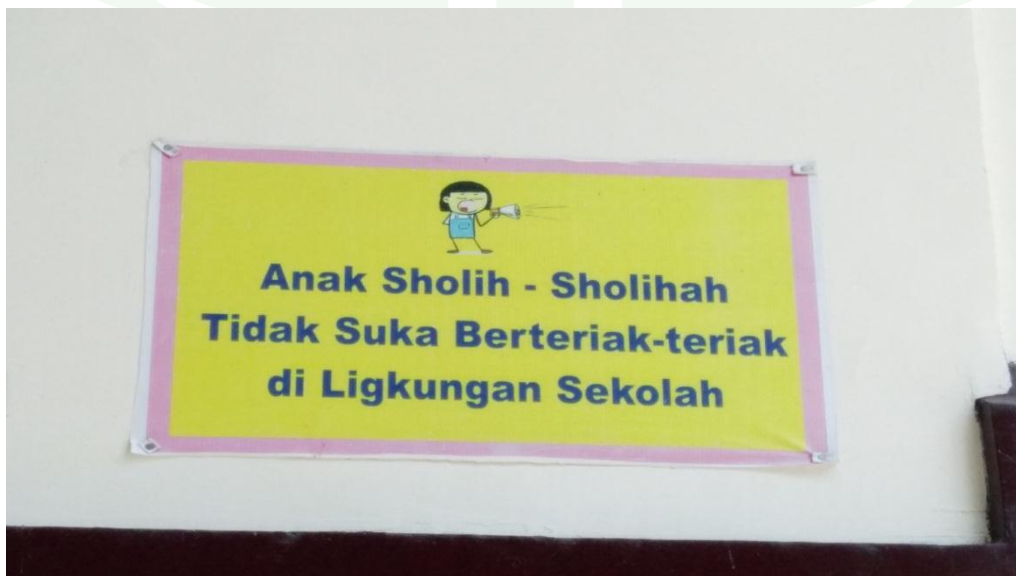 Anak Sholih - Sholihah
Tidak Suka Berteriak-teriak
di Ligkungan Sekolah